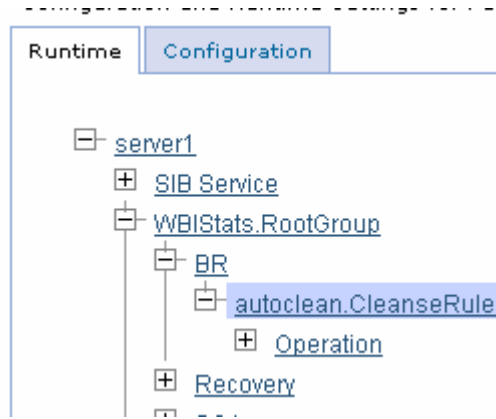 Runtime Configuration
server1
SIB Service
WBIStats.RootGroup
BR
autoclean.CleanseRule
Operation
Recovery